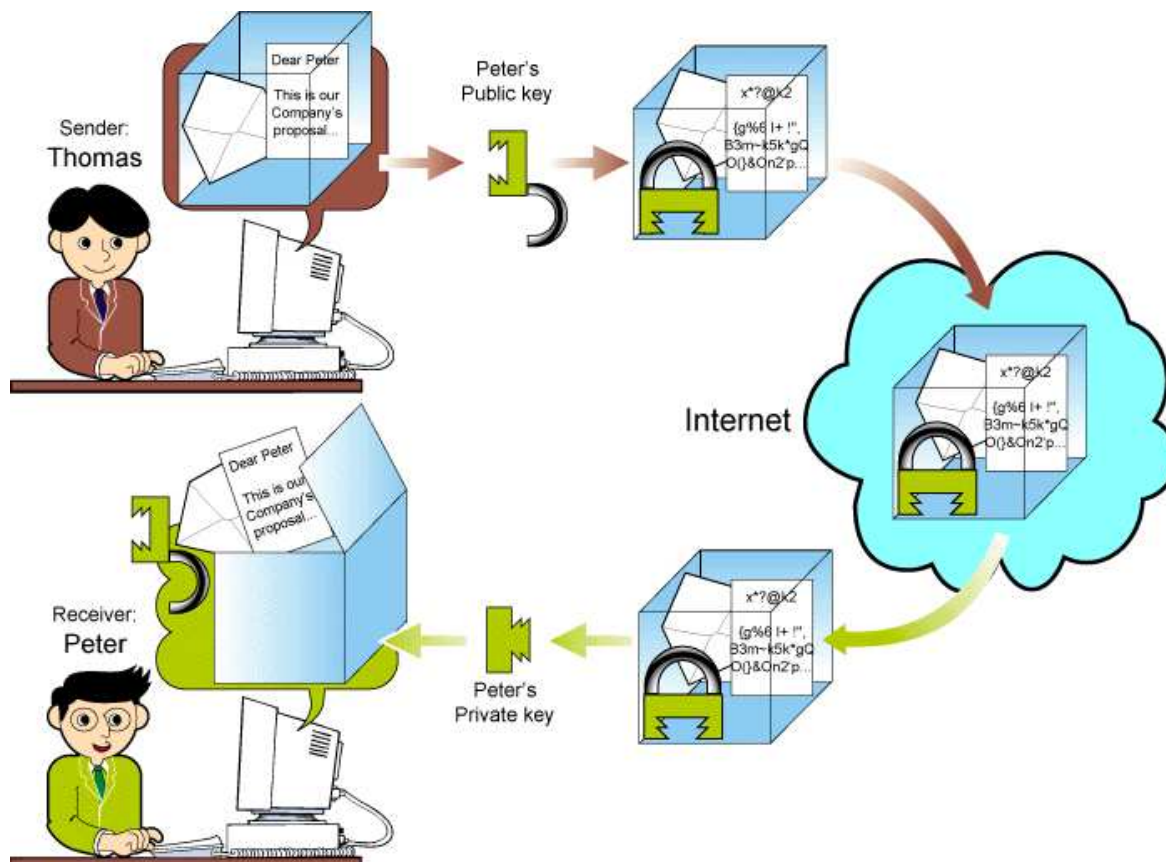 Sender:
Thomas
Dear Peter
This is our
Company's
proposal...
Peter's
Public key
x*?@k2
{g%6 I+ !",
B3m~k5k*gQ
O(}&On2'p...
Internet
x*?@k2
{g%6 I+ !",
B3m~k5k*gQ
O(}&On2'p...
Receiver:
Peter
Dear Peter
This is our
Company's
proposal...
Peter's
Private key
x*?@k2
{g%6 I+ !",
B3m~k5k*gQ
O(}&On2'p...